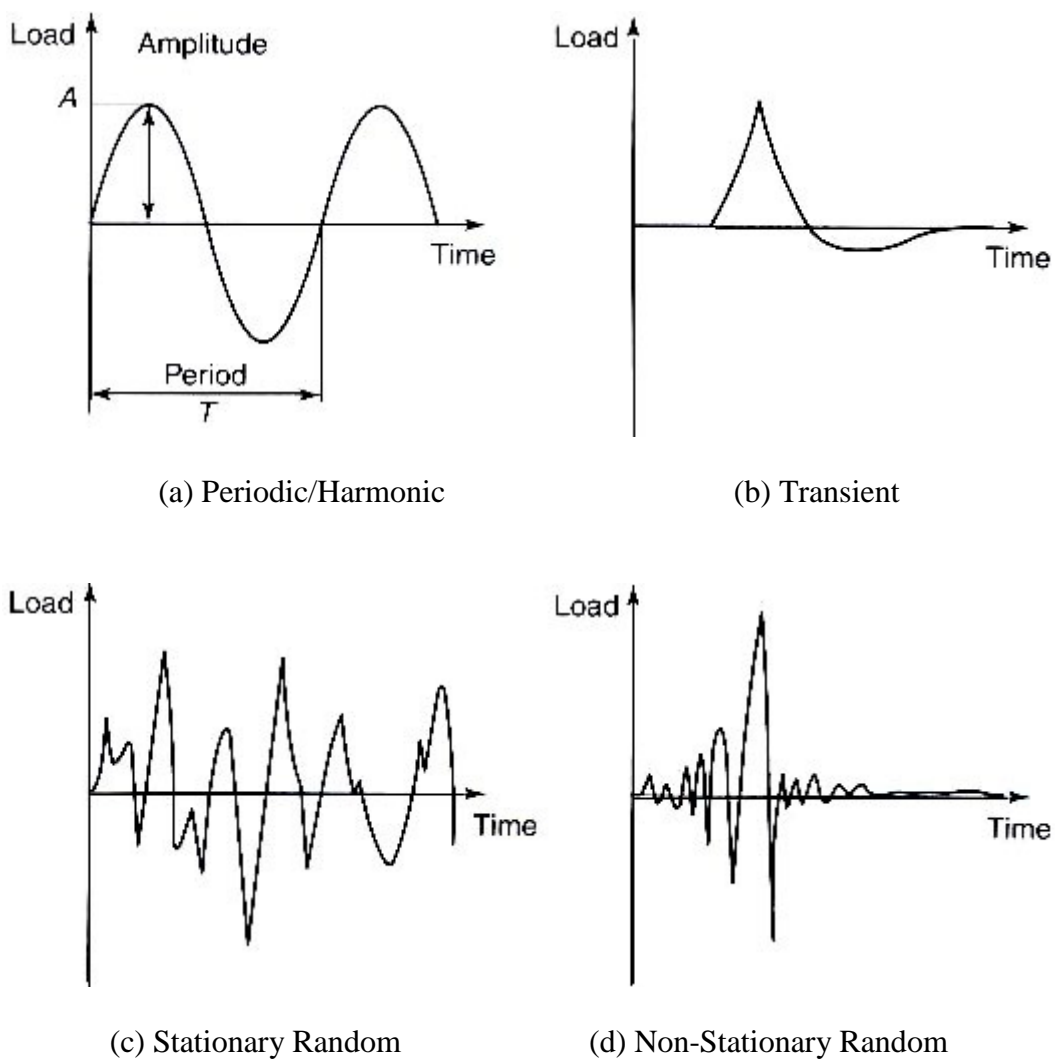 Load
Amplitude
A
Time
Period
T
(a) Periodic/Harmonic
Load
Time
(b) Transient
Load
Time
(c) Stationary Random
Load
Time
(d) Non-Stationary Random